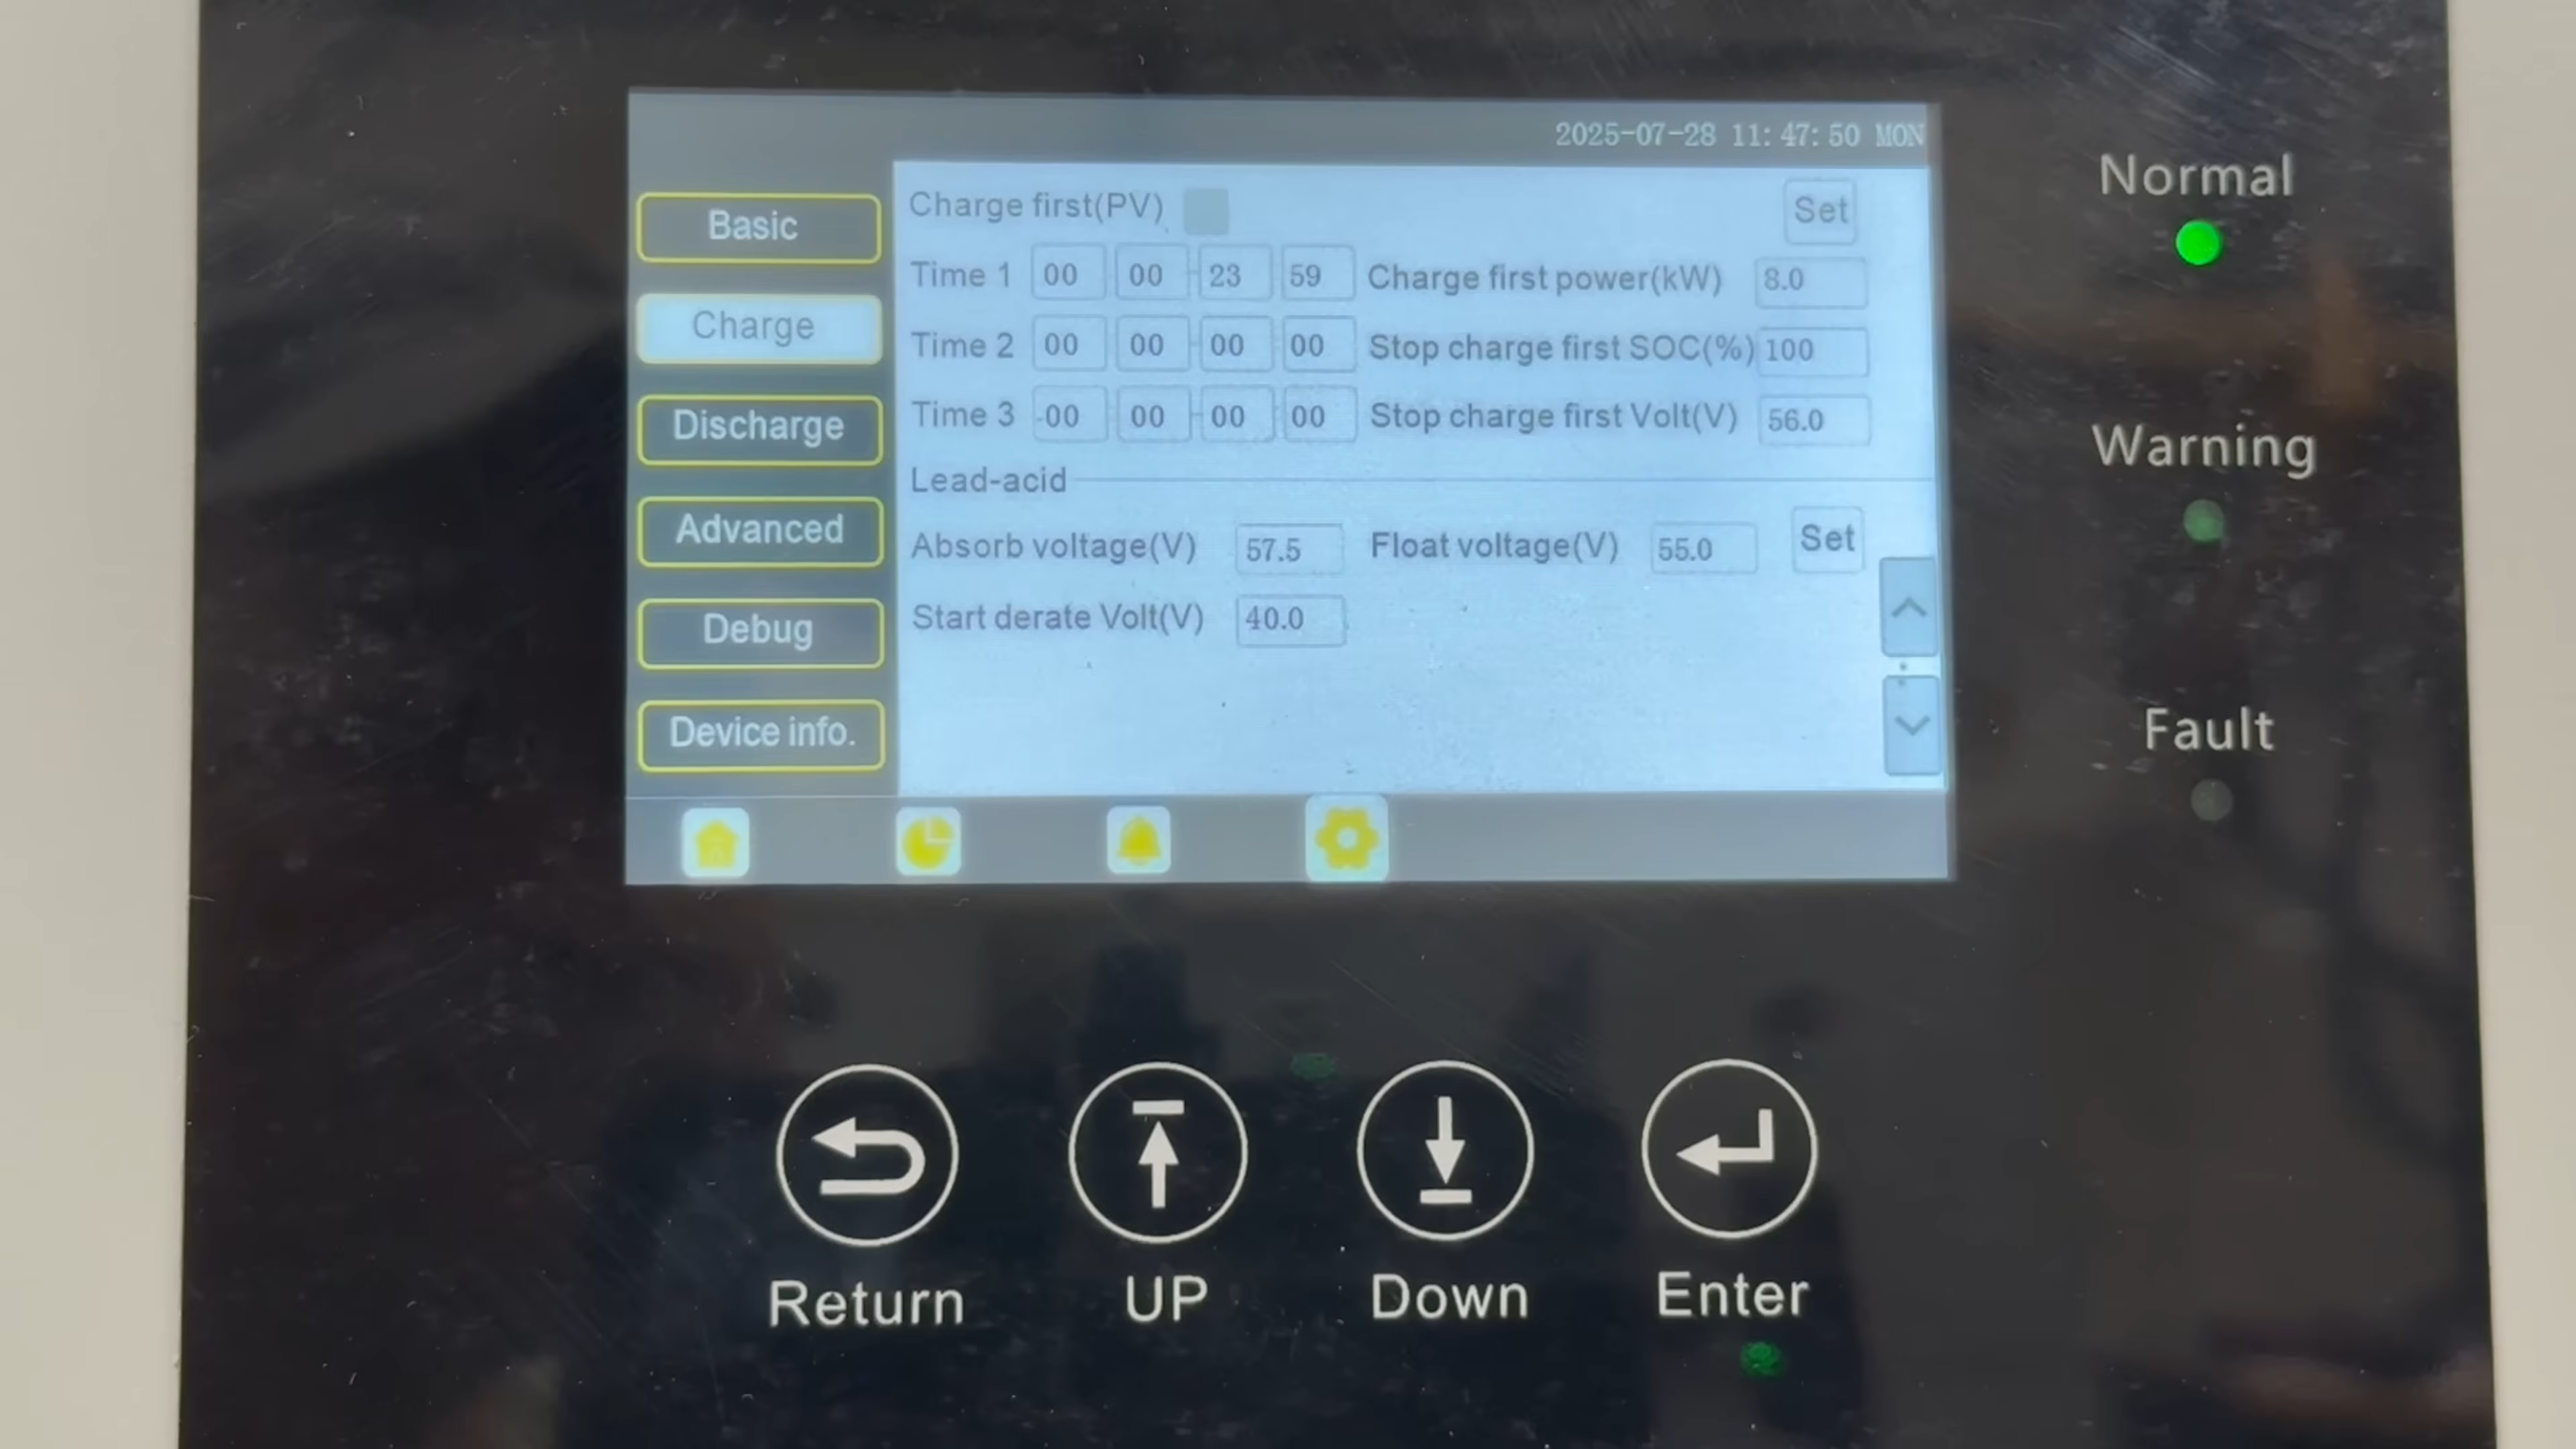 2025-07-28 11:47:50 MON
Normal
Basic
Charge first(PV) Set
Time 1 00 00 23 59 Charge first power(kW) 8.0
Charge
Time 2 00 00 00 00 Stop charge first SOC(%) 100
Time 3 00 00 00 00 Stop charge first Volt(V) 56.0
Discharge
Warning
Lead-acid
Advanced
Absorb voltage(V) 57.5 Float voltage(V) 55.0 Set
Start derate Volt(V) 40.0
Debug
Device info.
Fault
Return UP Down Enter